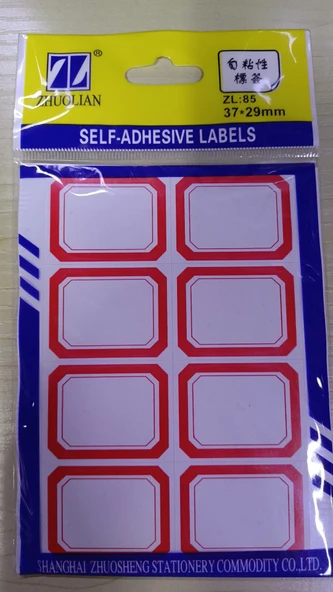 ®
ZHUOLIAN
自粘性
標簽
ZL:85
37*29mm
SELF-ADHESIVE LABELS
SHANGHAI ZHUOSHENG STATIONERY COMMODITY CO.,LTD.